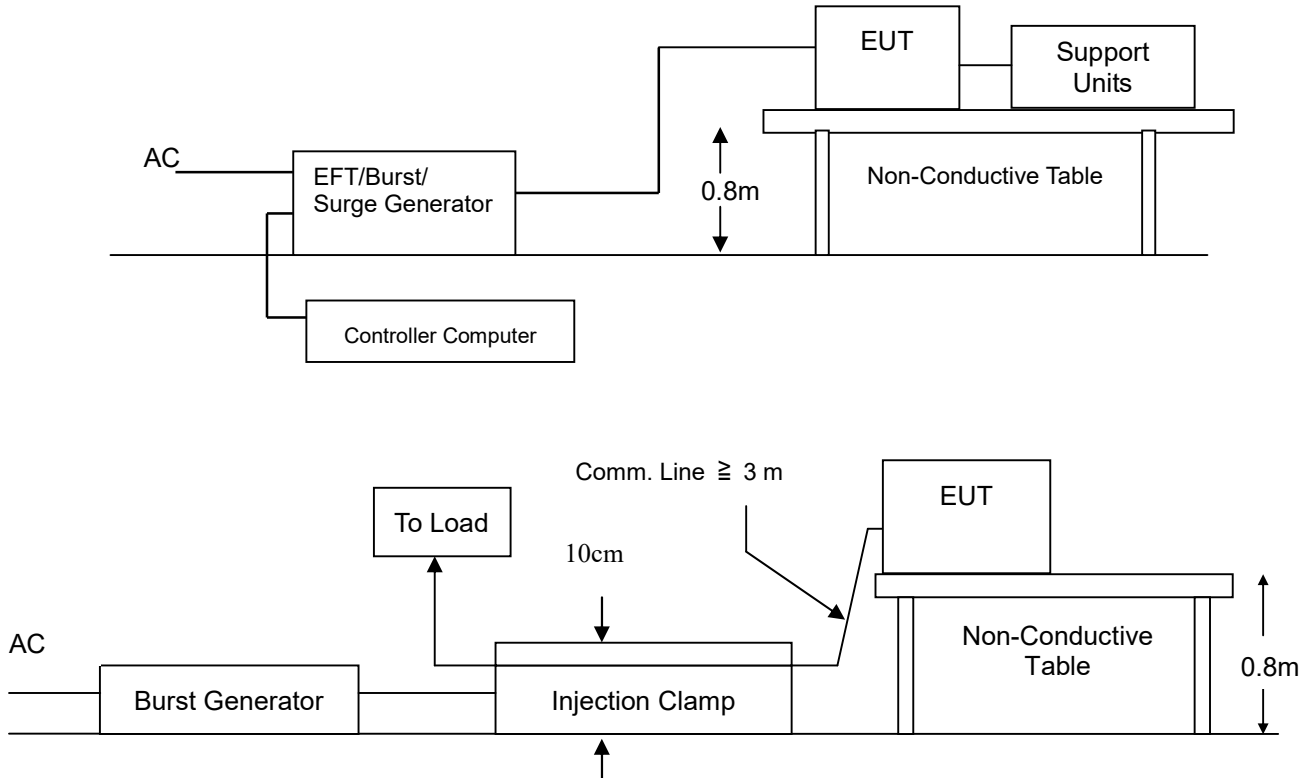 EUT
Support
Units
AC
EFT/Burst/
Surge Generator
0.8m
Non-Conductive Table
Controller Computer
Comm. Line ≧ 3 m
EUT
To Load
10cm
AC
Non-Conductive
Table
0.8m
Burst Generator
Injection Clamp